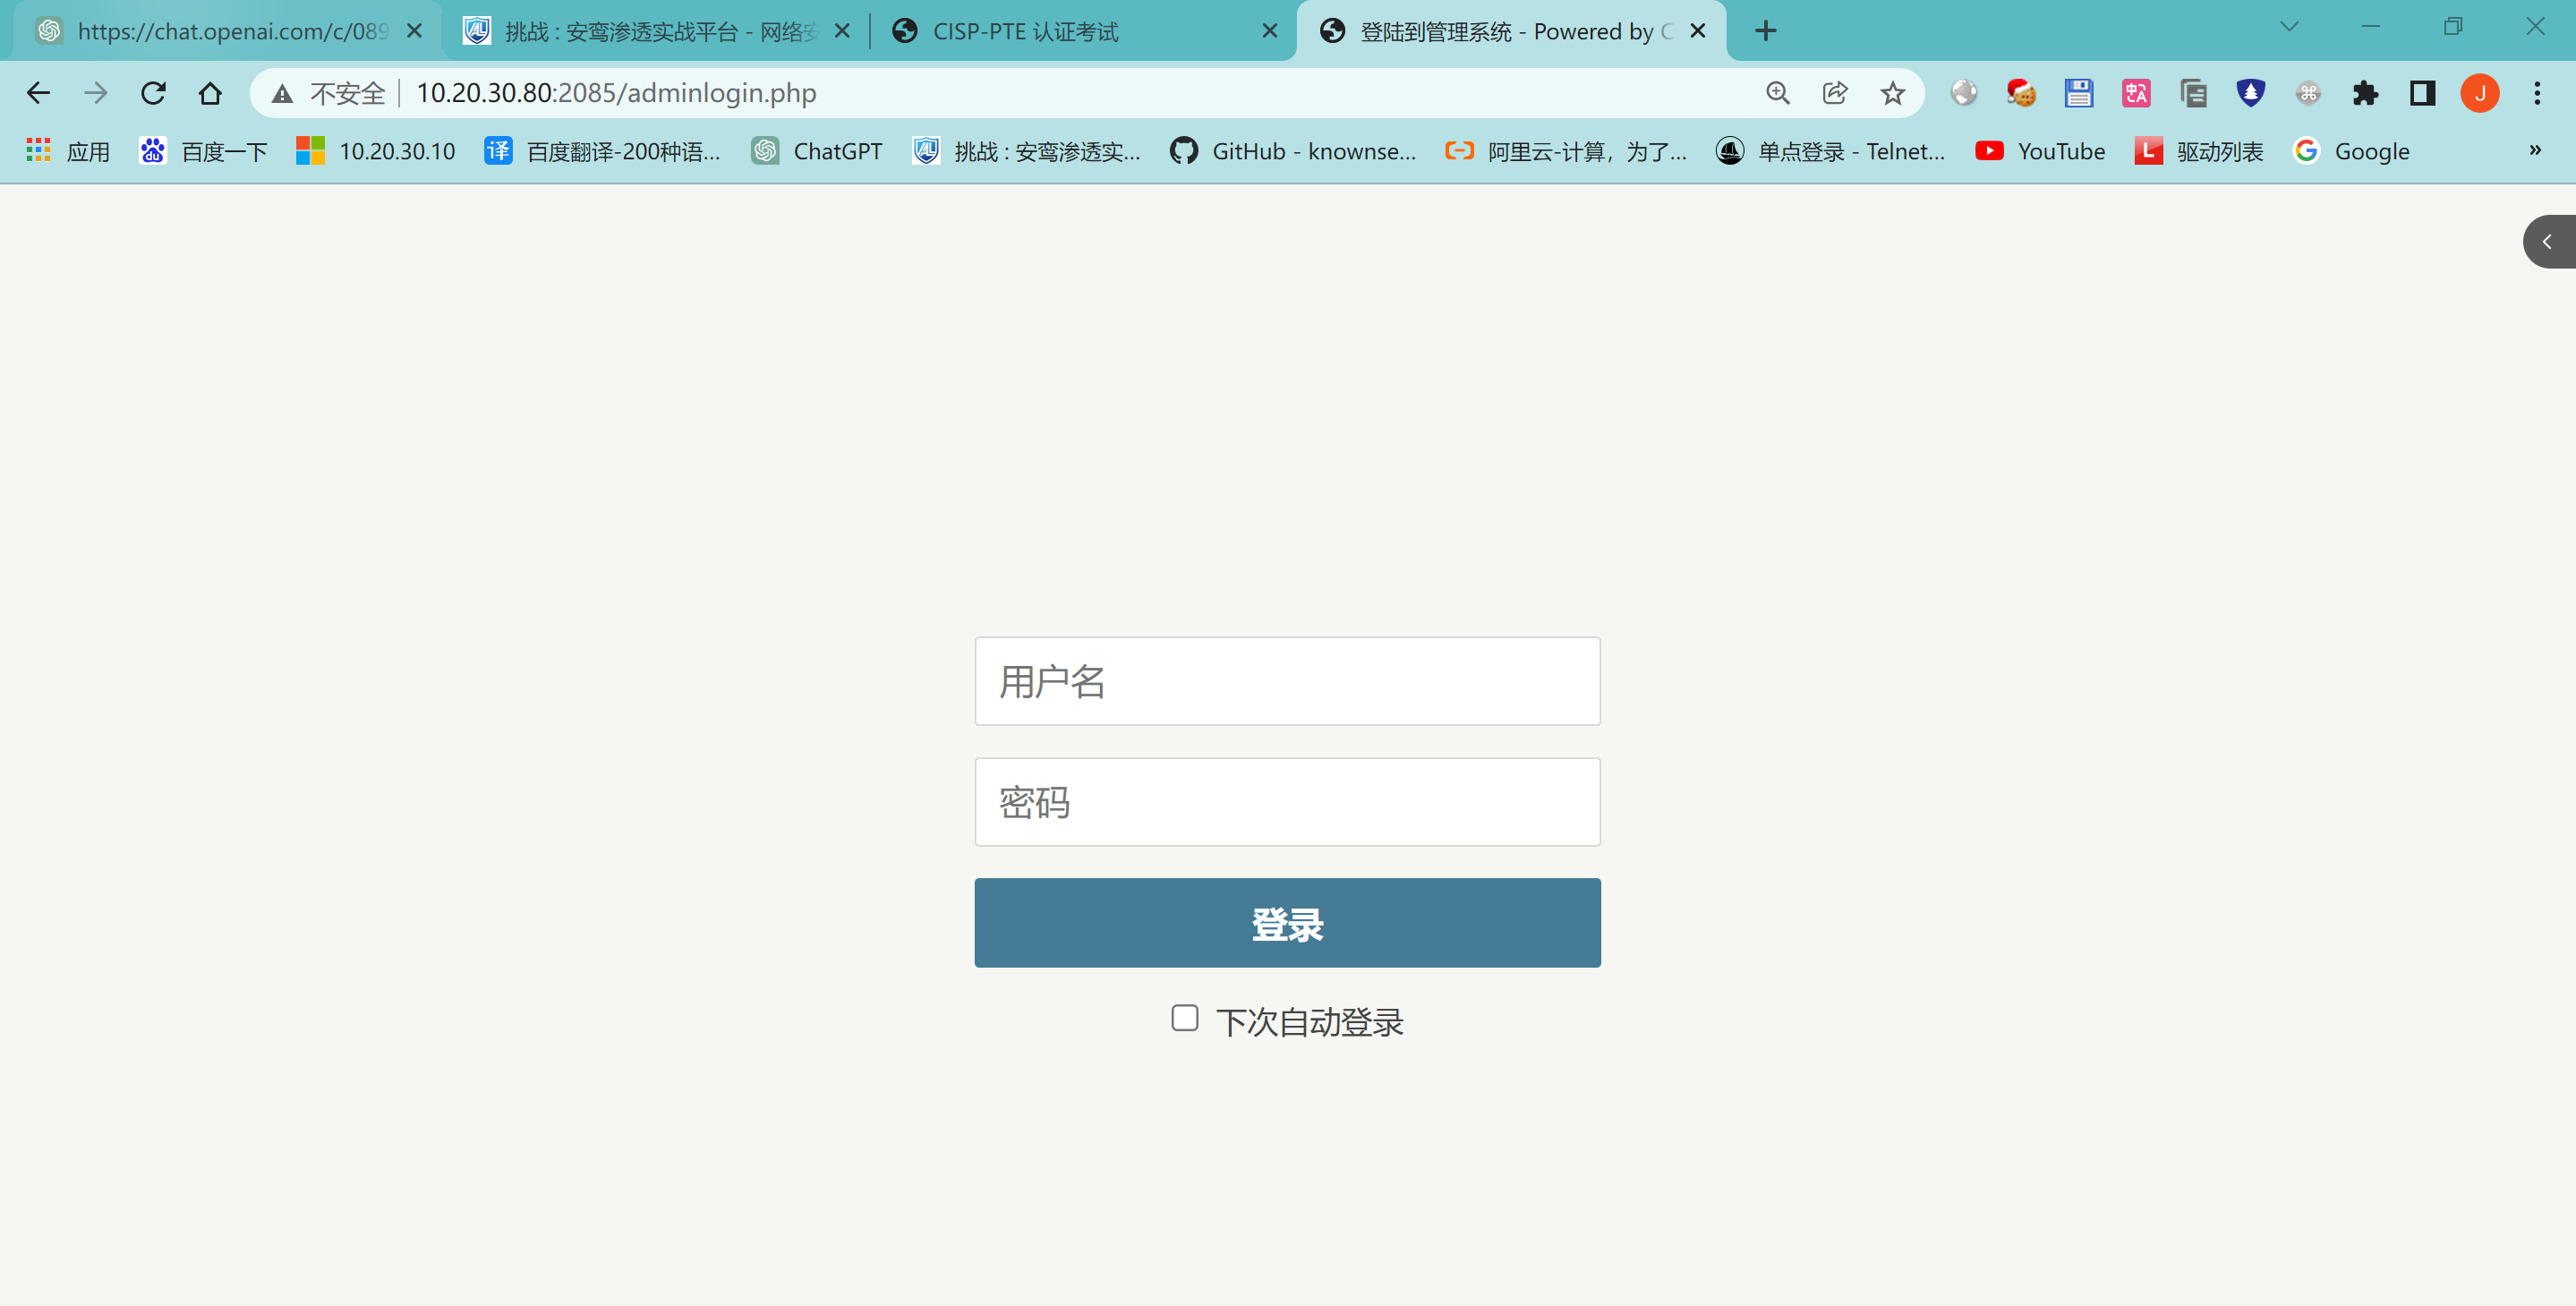 https://chat.openai.com/c/089
挑战 : 安鸾渗透实战平台 - 网络安
CISP-PTE 认证考试
登陆到管理系统 - Powered by C
不安全 10.20.30.80:2085/adminlogin.php
J
应用 百度一下 10.20.30.10 译 百度翻译-200种语... ChatGPT 挑战 : 安鸾渗透实... GitHub - knownse... 阿里云-计算，为了... 单点登录 - Telnet... YouTube L 驱动列表 Google »
用户名
密码
登录
下次自动登录